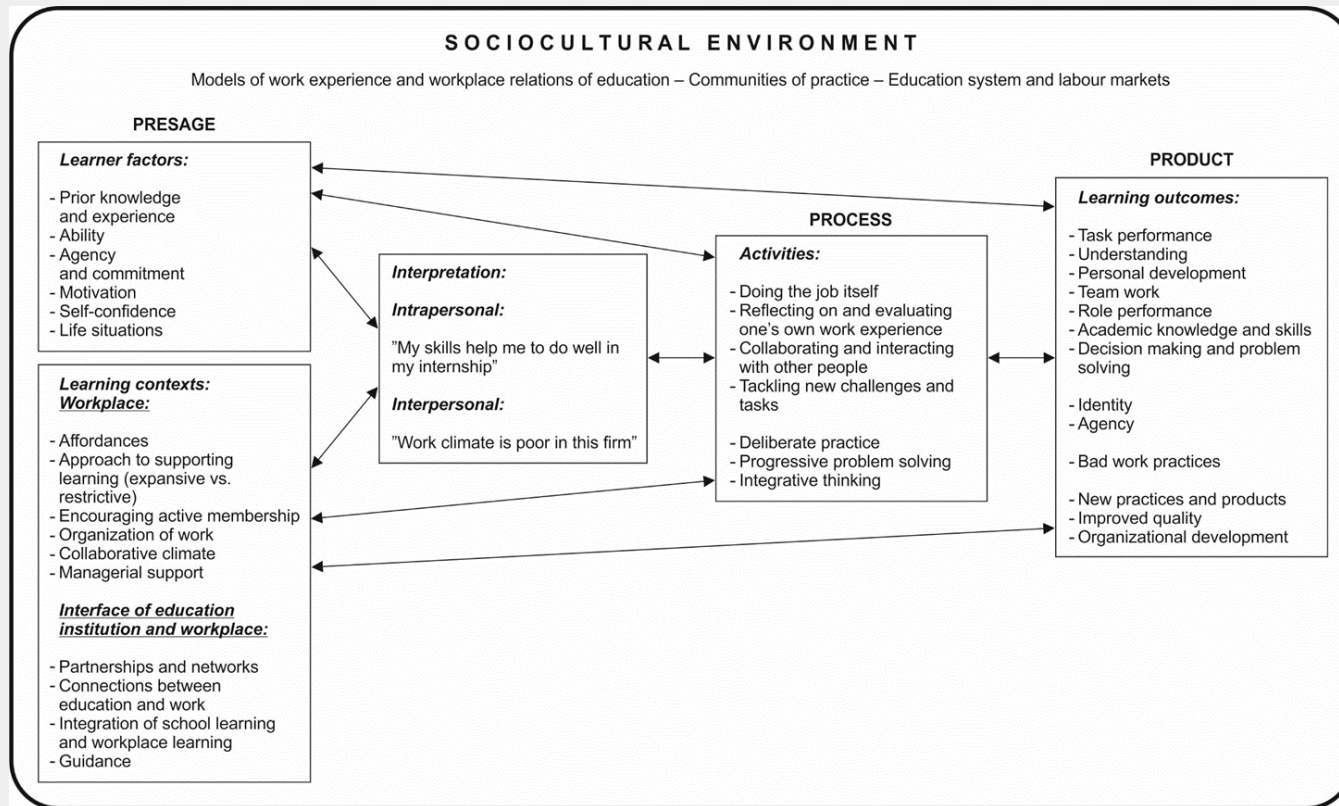 SOCIOCULTURAL ENVIRONMENT
Models of work experience and workplace relations of education – Communities of practice – Education system and labour markets
PRESAGE
Learner factors:
- Prior knowledge
and experience
- Ability
- Agency
and commitment
- Motivation
- Self-confidence
- Life situations
Learning contexts:
Workplace:
- Affordances
- Approach to supporting
learning (expansive vs.
restrictive)
- Encouraging active membership
- Organization of work
- Collaborative climate
- Managerial support
Interface of education
institution and workplace:
- Partnerships and networks
- Connections between
education and work
- Integration of school learning
and workplace learning
- Guidance
Interpretation:
Intrapersonal:
”My skills help me to do well in
my internship”
Interpersonal:
”Work climate is poor in this firm”
PROCESS
Activities:
- Doing the job itself
- Reflecting on and evaluating
one’s own work experience
- Collaborating and interacting
with other people
- Tackling new challenges and
tasks
- Deliberate practice
- Progressive problem solving
- Integrative thinking
PRODUCT
Learning outcomes:
- Task performance
- Understanding
- Personal development
- Team work
- Role performance
- Academic knowledge and skills
- Decision making and problem
solving
- Identity
- Agency
- Bad work practices
- New practices and products
- Improved quality
- Organizational development